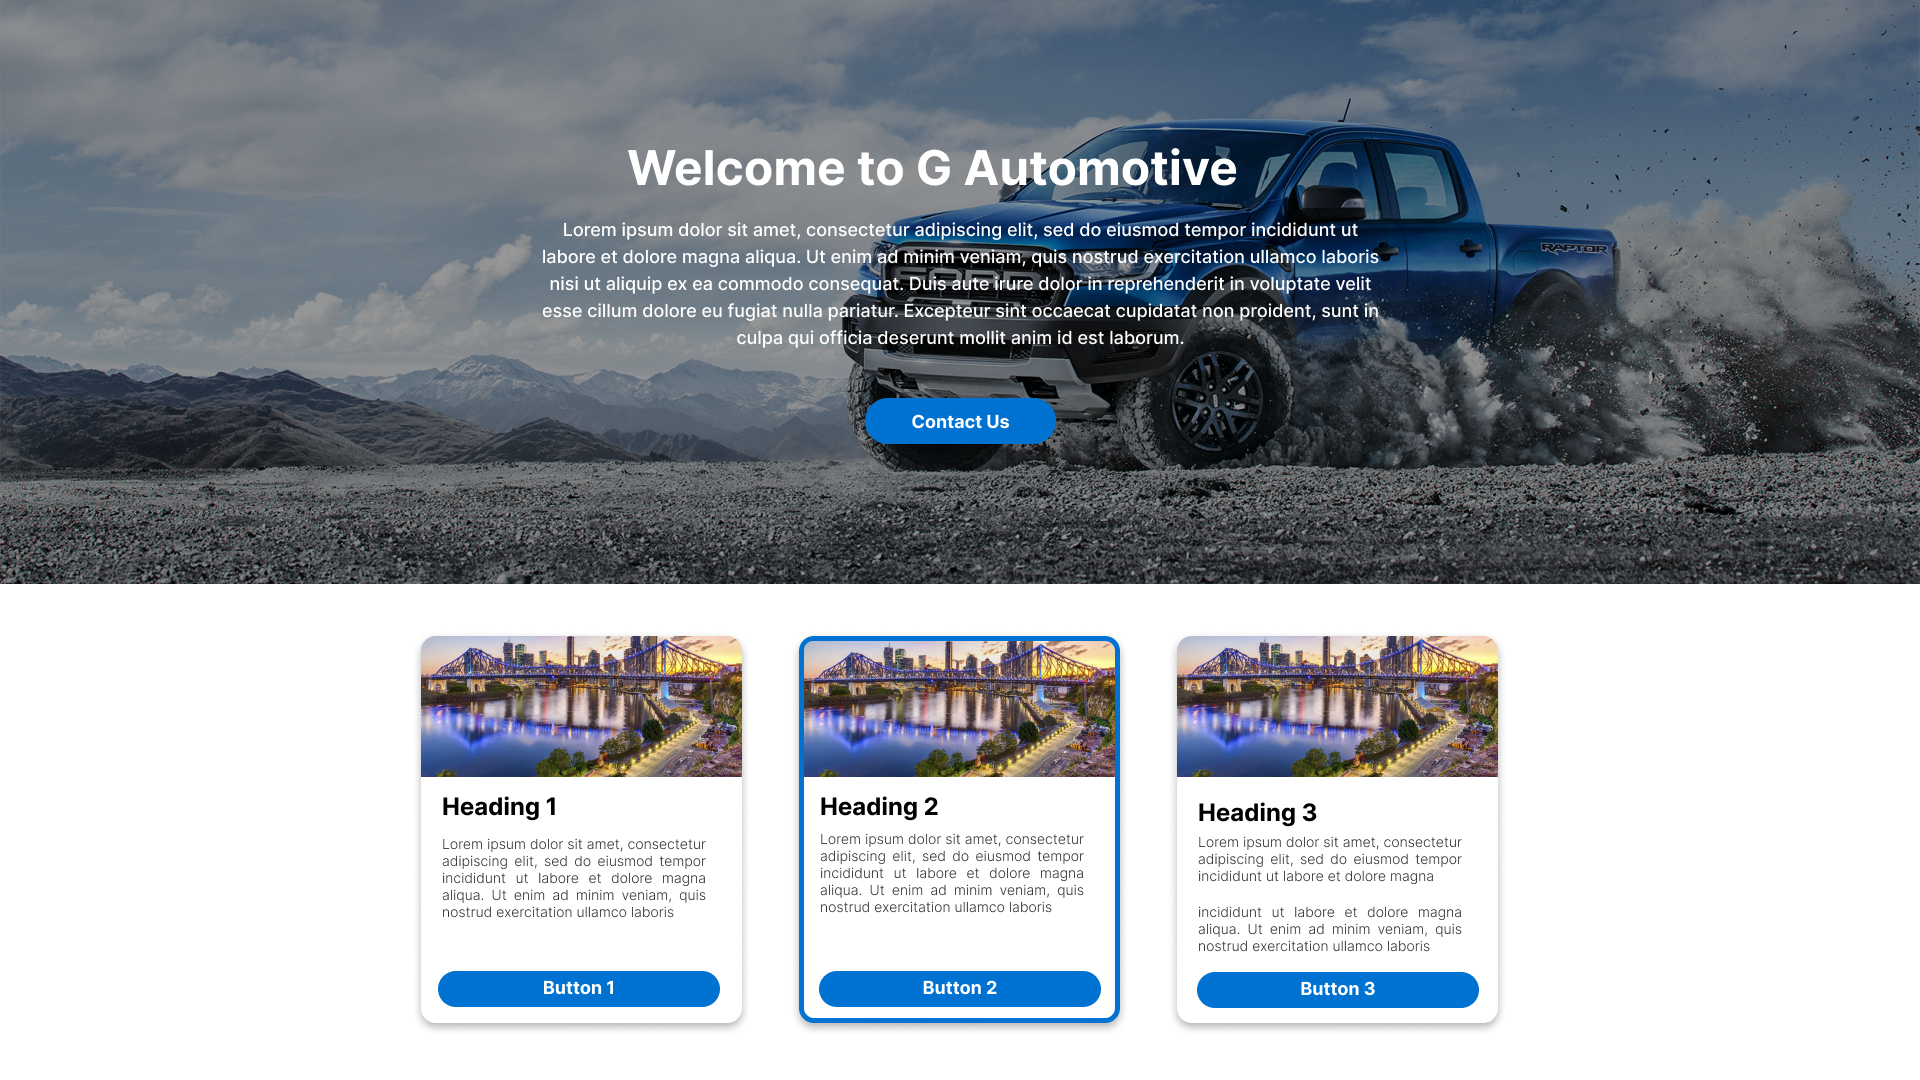 Welcome to G Automotive
Lorem ipsum dolor sit amet, consectetur adipiscing elit, sed do eiusmod tempor incididunt ut
labore et dolore magna aliqua. Ut enim ad minim veniam, quis nostrud exercitation ullamco laboris
nisi ut aliquip ex ea commodo consequat. Duis aute irure dolor in reprehenderit in voluptate velit
esse cillum dolore eu fugiat nulla pariatur. Excepteur sint occaecat cupidatat non proident, sunt in
culpa qui officia deserunt mollit anim id est laborum.
FORD
RAPTOR
Contact Us
Heading 1
Lorem ipsum dolor sit amet, consectetur
adipiscing elit, sed do eiusmod tempor
incididunt ut labore et dolore magna
aliqua. Ut enim ad minim veniam, quis
nostrud exercitation ullamco laboris
Button 1
Heading 2
Lorem ipsum dolor sit amet, consectetur
adipiscing elit, sed do eiusmod tempor
incididunt ut labore et dolore magna
aliqua. Ut enim ad minim veniam, quis
nostrud exercitation ullamco laboris
Button 2
Heading 3
Lorem ipsum dolor sit amet, consectetur
adipiscing elit, sed do eiusmod tempor
incididunt ut labore et dolore magna
incididunt ut labore et dolore magna
aliqua. Ut enim ad minim veniam, quis
nostrud exercitation ullamco laboris
Button 3